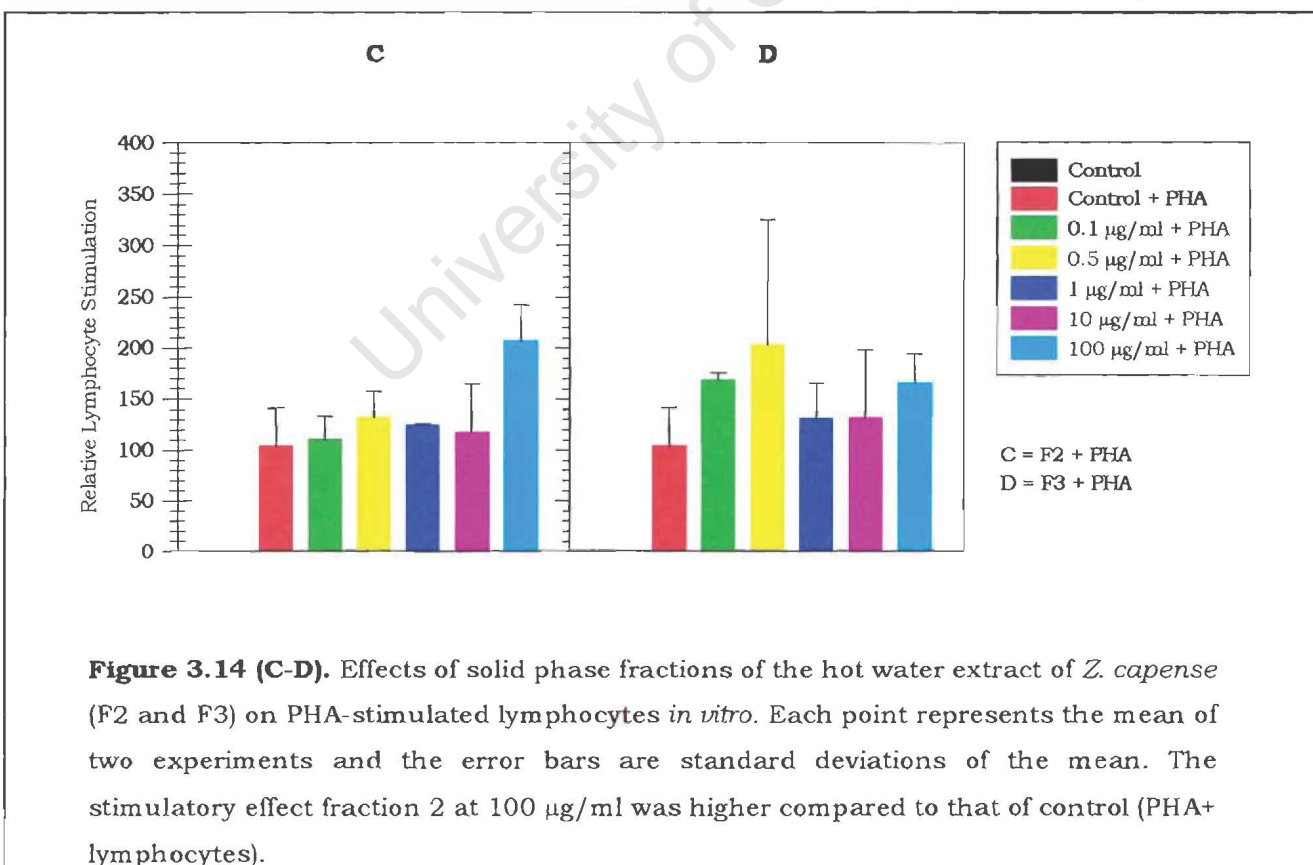 University of C
C
D
400
350
300
250
200
150
100
50
0
Relative Lymphocyte Stimulation
Control
Control + PHA
0.1 µg/ml + PHA
0.5 µg/ml + PHA
1 µg/ml + PHA
10 µg/ml + PHA
100 µg/ml + PHA
C = F2 + PHA
D = F3 + PHA
Figure 3.14 (C-D). Effects of solid phase fractions of the hot water extract of Z. capense
(F2 and F3) on PHA-stimulated lymphocytes in vitro. Each point represents the mean of
two experiments and the error bars are standard deviations of the mean. The
stimulatory effect fraction 2 at 100 µg/ml was higher compared to that of control (PHA+
lymphocytes).